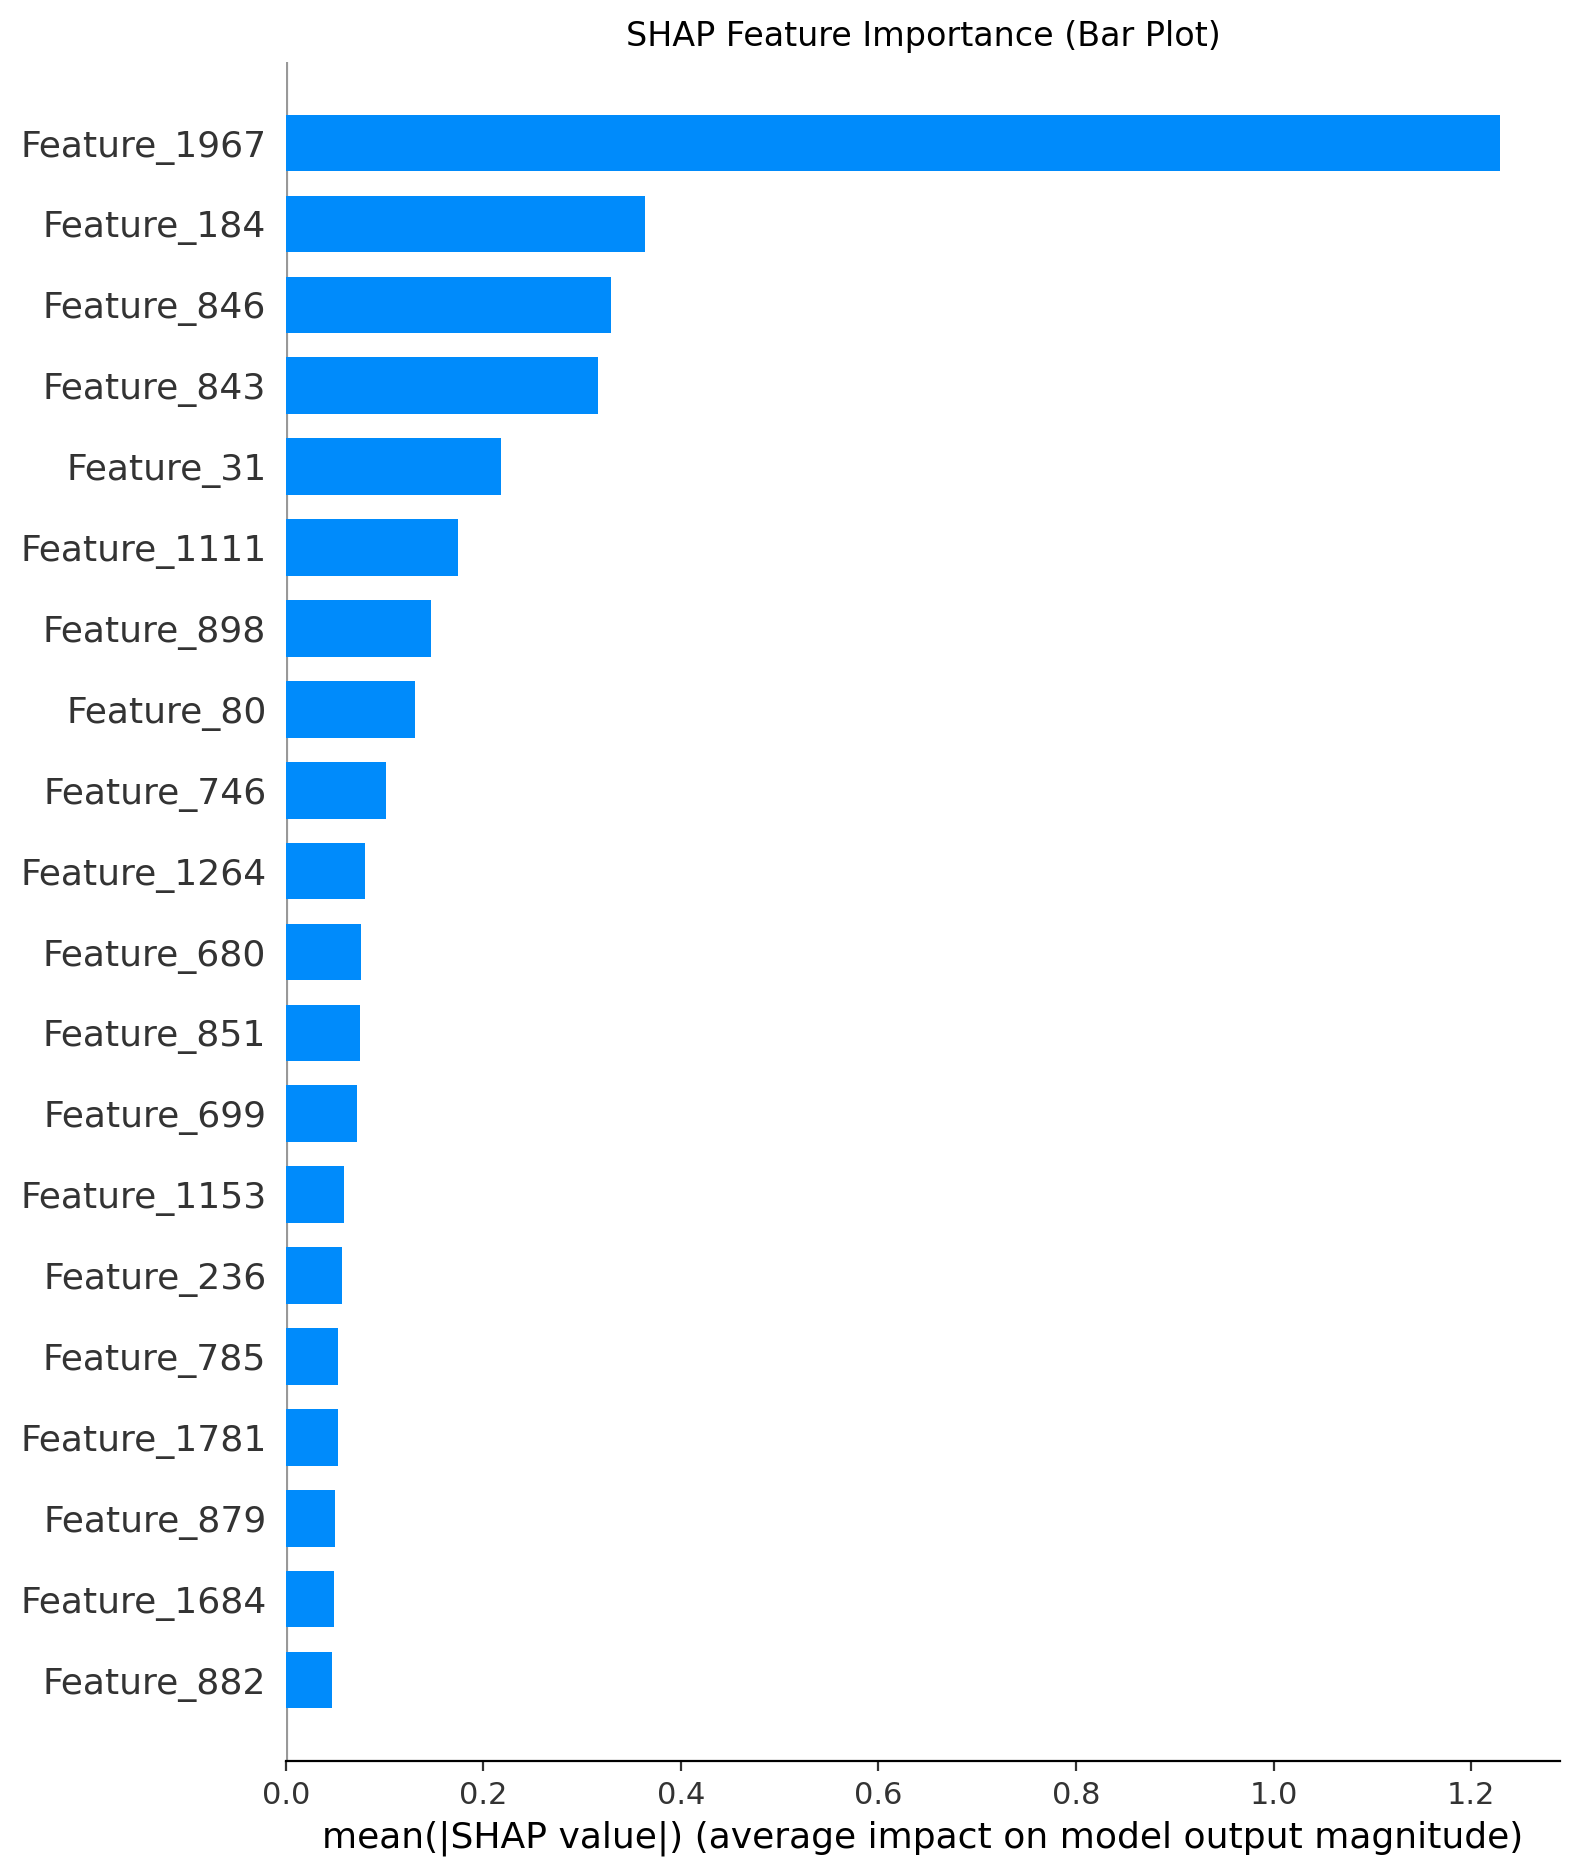 SHAP Feature Importance (Bar Plot)
Feature_1967
Feature_184
Feature_846
Feature_843
Feature_31
Feature_1111
Feature_898
Feature_80
Feature_746
Feature_1264
Feature_680
Feature_851
Feature_699
Feature_1153
Feature_236
Feature_785
Feature_1781
Feature_879
Feature_1684
Feature_882
0.0 0.2 0.4 0.6 0.8 1.0 1.2
mean(|SHAP value|) (average impact on model output magnitude)